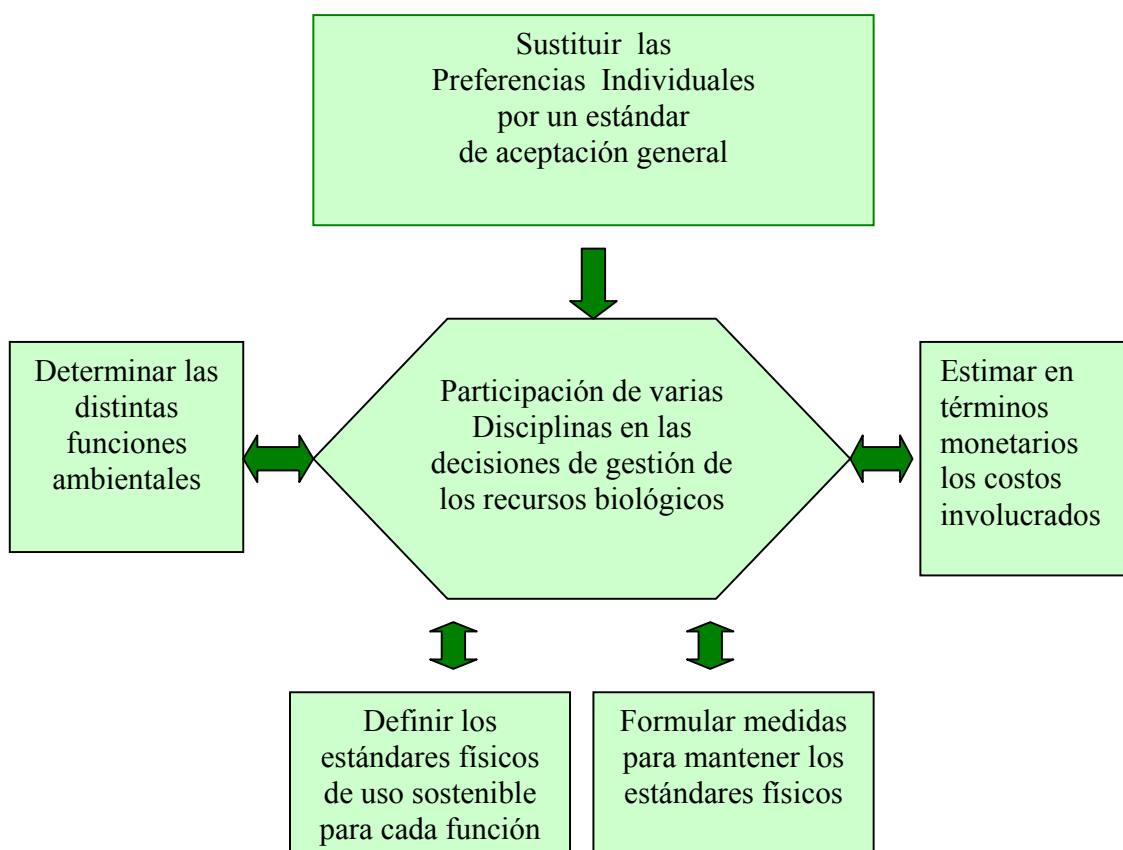 Sustituir las
Preferencias Individuales
por un estándar
de aceptación general
Determinar las
distintas
funciones
ambientales
Participación de varias
Disciplinas en las
decisiones de gestión de
los recursos biológicos
Estimar en
términos
monetarios
los costos
involucrados
Definir los
estándares físicos
de uso sostenible
para cada función
Formular medidas
para mantener los
estándares físicos